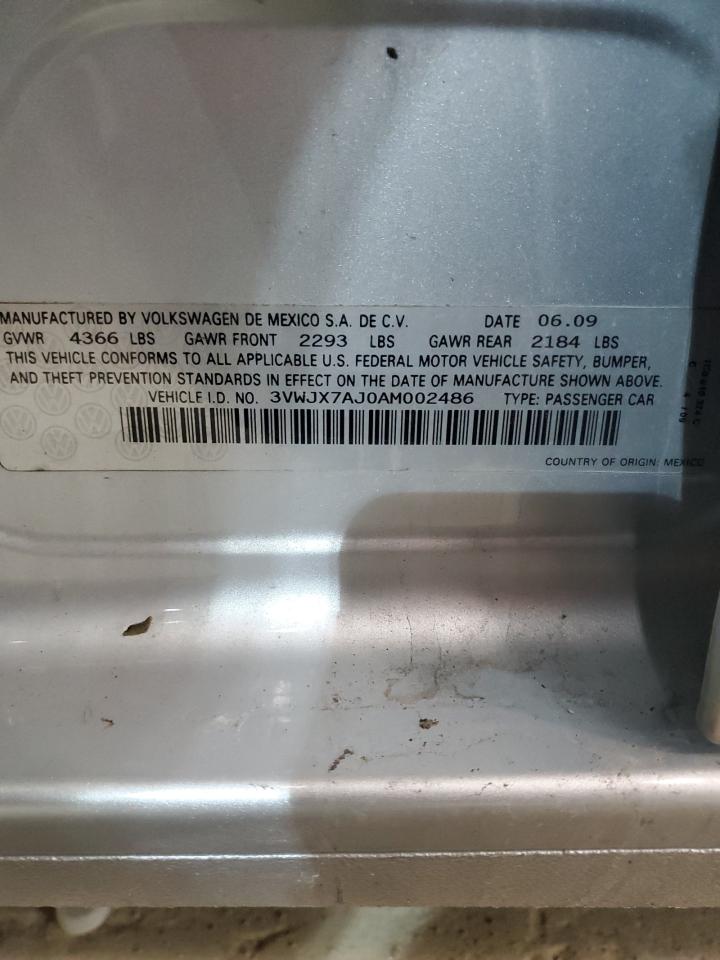 MANUFACTURED BY VOLKSWAGEN DE MEXICO S.A. DE C.V. DATE 06.09
GVWR 4366 LBS GAWR FRONT 2293 LBS GAWR REAR 2184 LBS
THIS VEHICLE CONFORMS TO ALL APPLICABLE U.S. FEDERAL MOTOR VEHICLE SAFETY, BUMPER,
AND THEFT PREVENTION STANDARDS IN EFFECT ON THE DATE OF MANUFACTURE SHOWN ABOVE.
VEHICLE I.D. NO. 3VWJX7AJ0AM002486 TYPE: PASSENGER CAR
COUNTRY OF ORIGIN: MEXICO